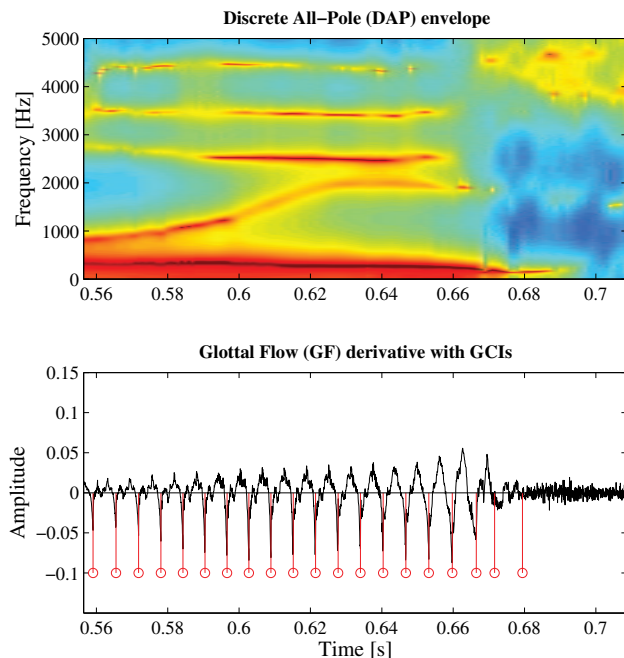 Discrete All−Pole (DAP) envelope
5000
4000
3000
2000
1000
0
Frequency [Hz]
0.56 0.58 0.6 0.62 0.64 0.66 0.68 0.7
Glottal Flow (GF) derivative with GCIs
0.15
0.1
0.05
0
−0.05
−0.1
Amplitude
0.56 0.58 0.6 0.62 0.64 0.66 0.68 0.7
Time [s]